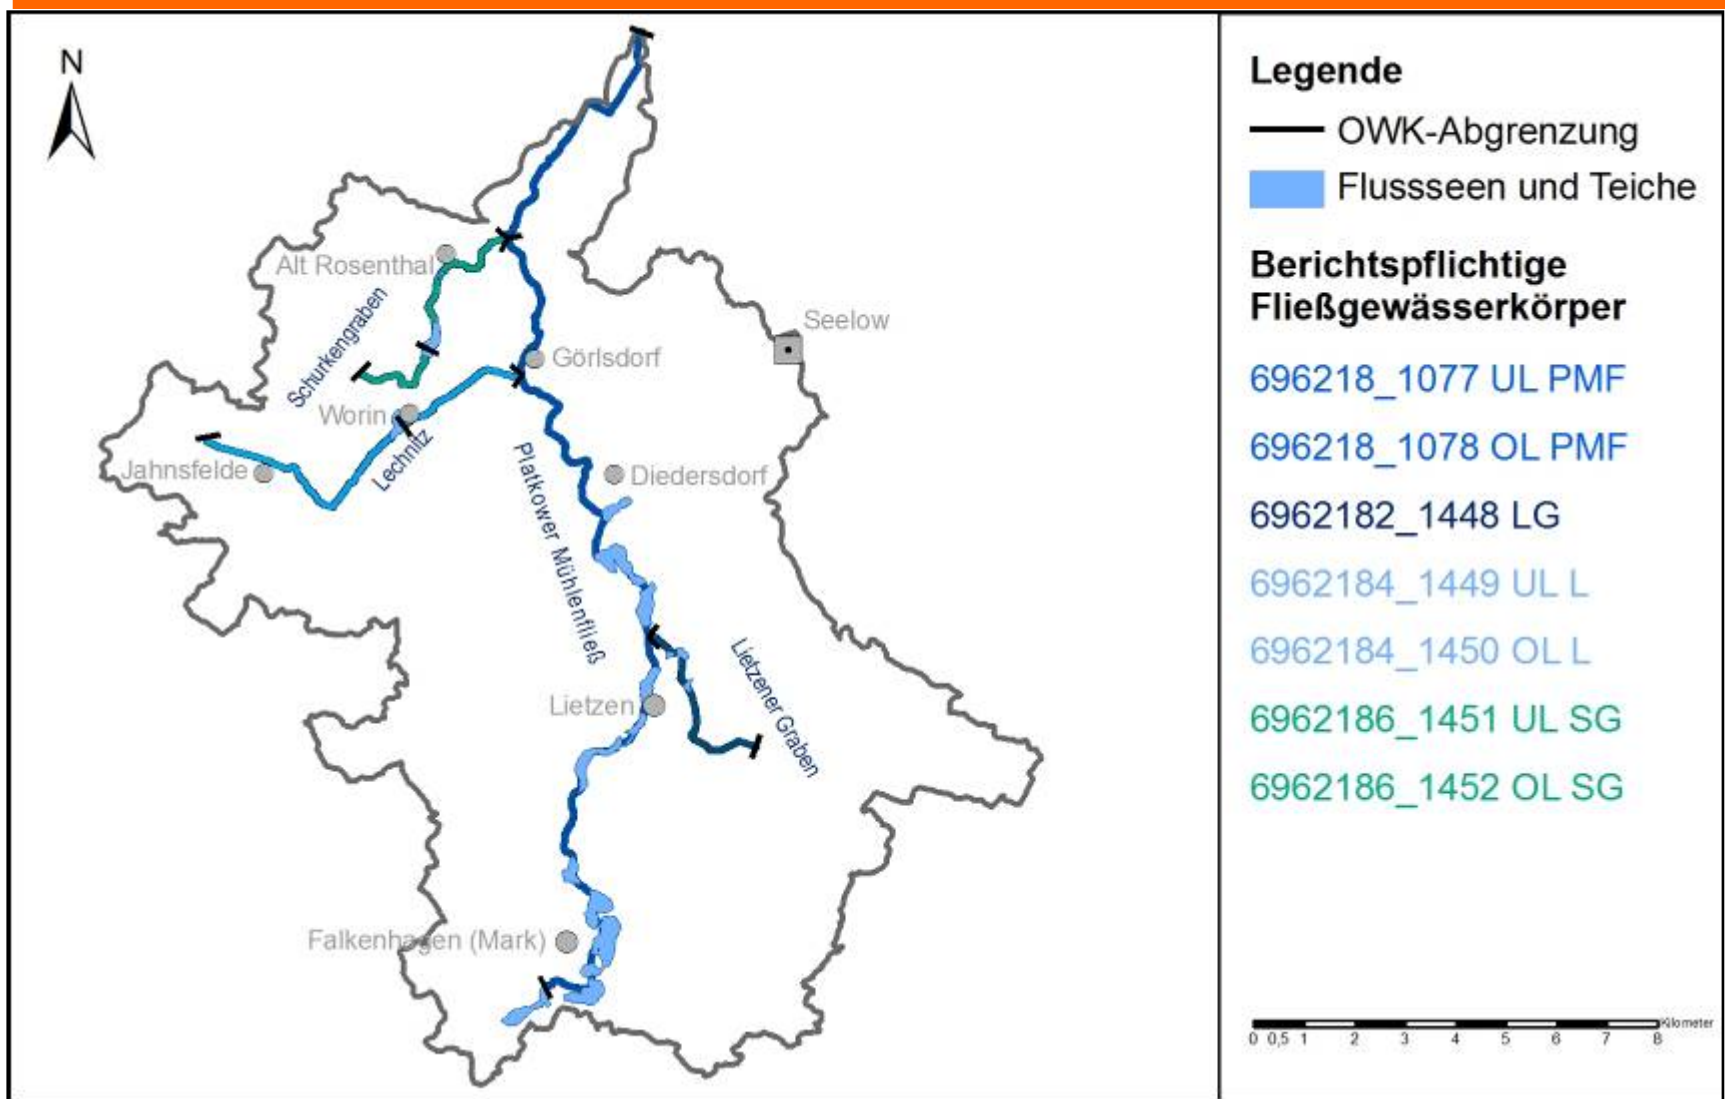 N
Alt Rosenthal
Schurkengraben
Seelow
Görlsdorf
Worin
Lechnitz
Jahnsfelde
Diedersdorf
Platkower Mühlenfließ
Lietzener Graben
Lietzen
Falkenhagen (Mark)
Legende
OWK-Abgrenzung
Flussseen und Teiche
Berichtspflichtige
Fließgewässerkörper
696218_1077 UL PMF
696218_1078 OL PMF
6962182_1448 LG
6962184_1449 UL L
6962184_1450 OL L
6962186_1451 UL SG
6962186_1452 OL SG
Kilometer
0 0,5 1 2 3 4 5 6 7 8